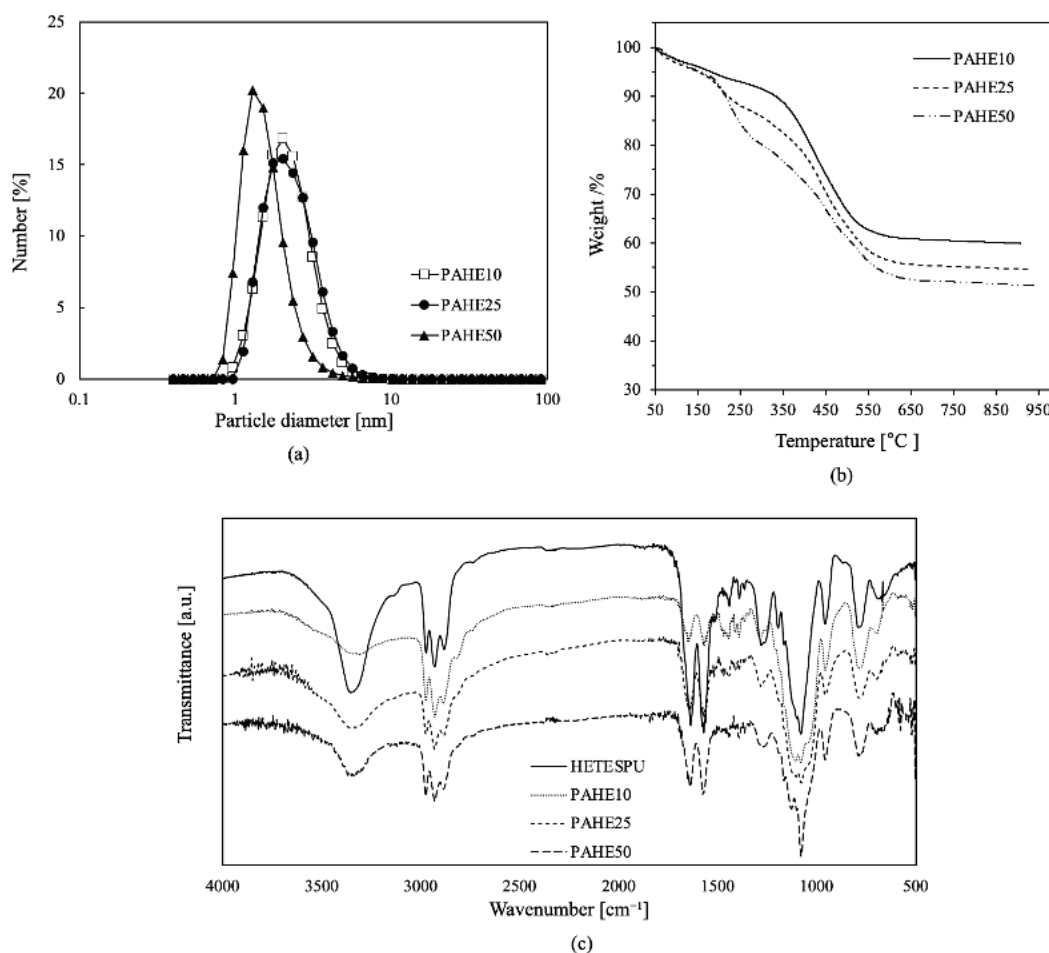 25
20
15
10
5
0
0.1 1 10 100
Number [%]
Particle diameter [nm]
PAHE10
PAHE25
PAHE50
(a)
100
90
80
70
60
50
40
30
50 150 250 350 450 550 650 750 850 950
Weight /%
Temperature [°C ]
PAHE10
PAHE25
PAHE50
(b)
Transmittance [a.u.]
HETESPU
PAHE10
PAHE25
PAHE50
4000 3500 3000 2500 2000 1500 1000 500
Wavenumber [cm⁻¹]
(c)